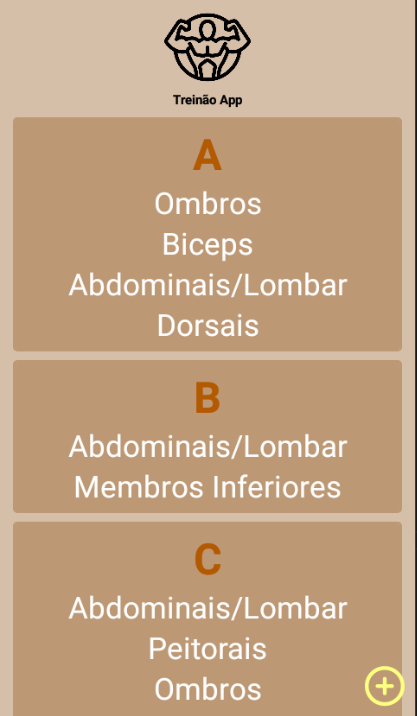 Treinão App
A
Ombros
Biceps
Abdominais/Lombar
Dorsais
B
Abdominais/Lombar
Membros Inferiores
C
Abdominais/Lombar
Peitorais
Ombros